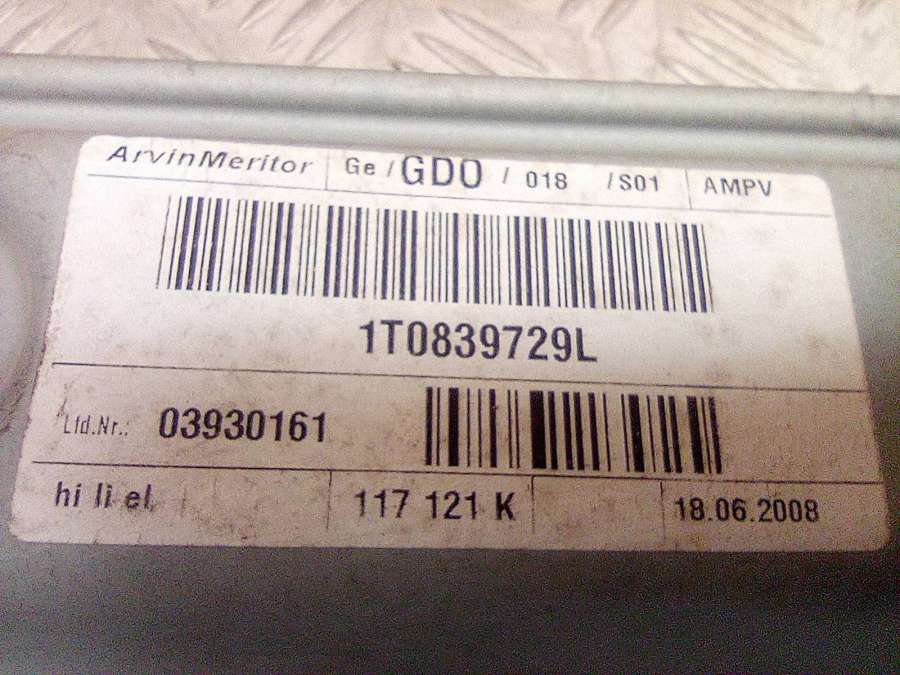 ArvinMeritor Ge / GDO / 018 / S01 AMPV
1T0839729L
Lfd.Nr.: 03930161
hi li el 117 121 K 18.06.2008